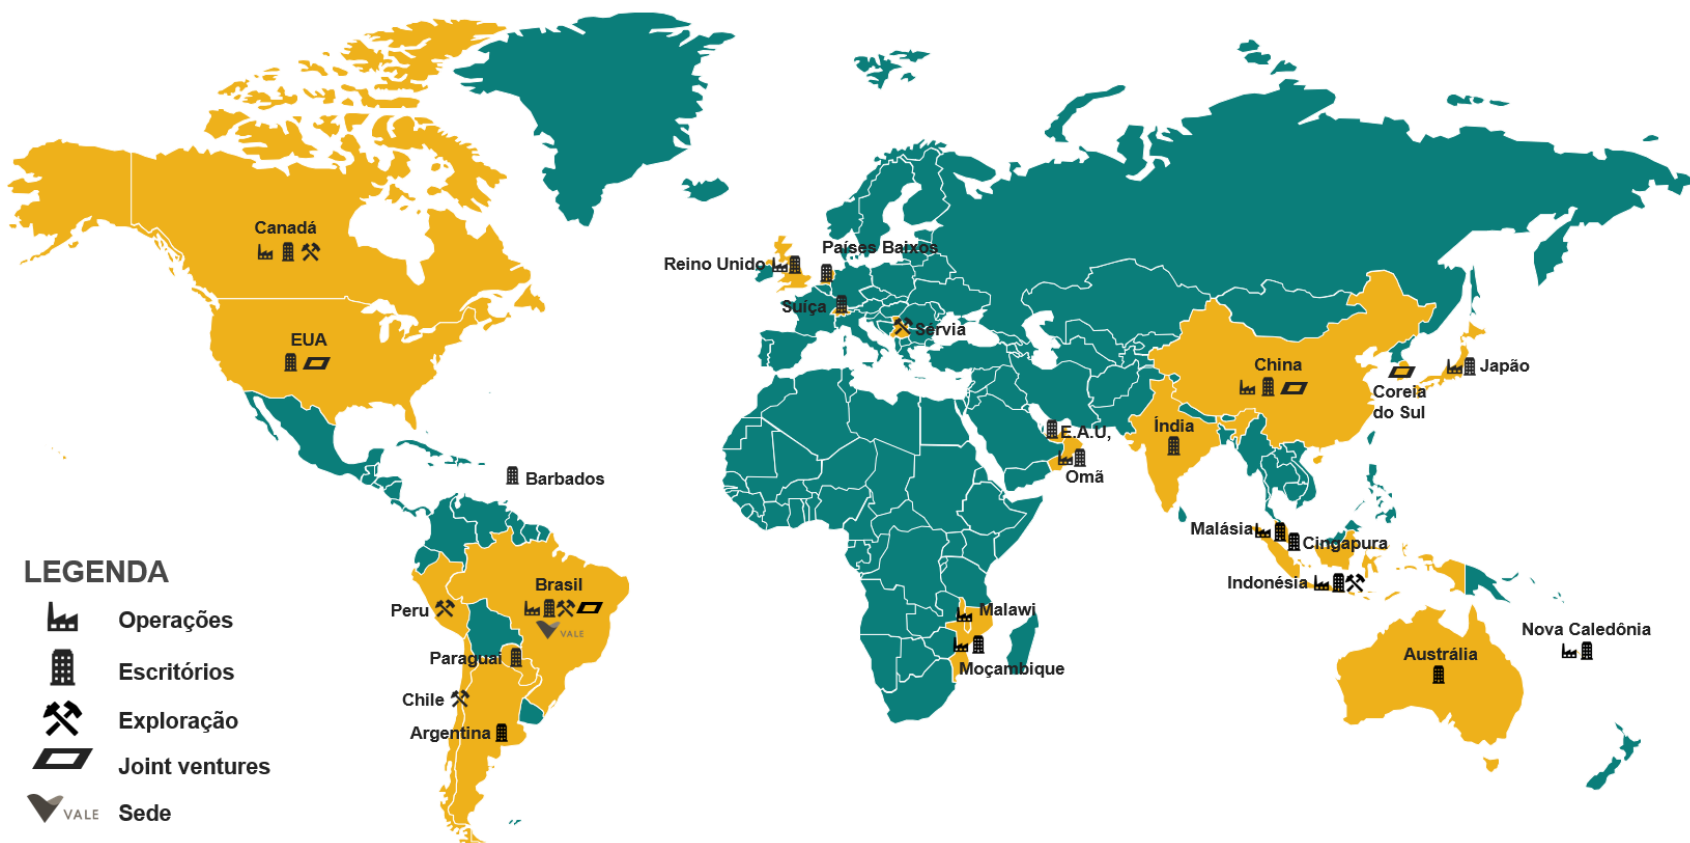 Canadá
EUA
Barbados
Reino Unido
Países Baixos
Suíça
Sérvia
China
Coreia
do Sul
Japão
Índia
E.A.U,
Omã
Malásia
Cingapura
Indonésia
Nova Caledônia
Austrália
Malawi
Moçambique
Brasil
VALE
Peru
Paraguai
Chile
Argentina
LEGENDA
Operações
Escritórios
Exploração
Joint ventures
VALE Sede